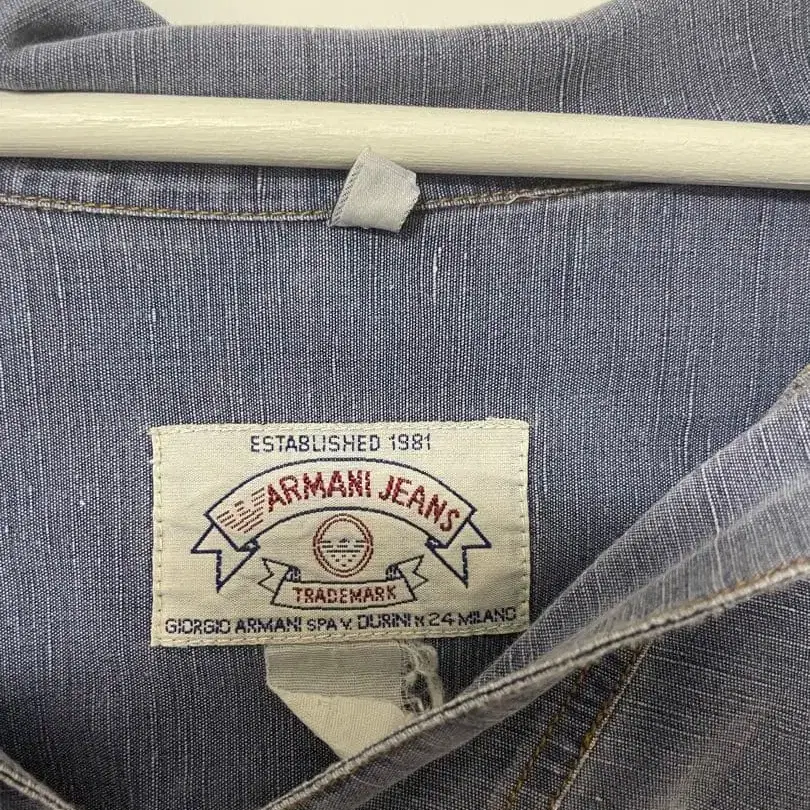 ESTABLISHED 1981
ARMANI JEANS
TRADEMARK
GIORGIO ARMANI SPA V. DURINI N 24 MILANO